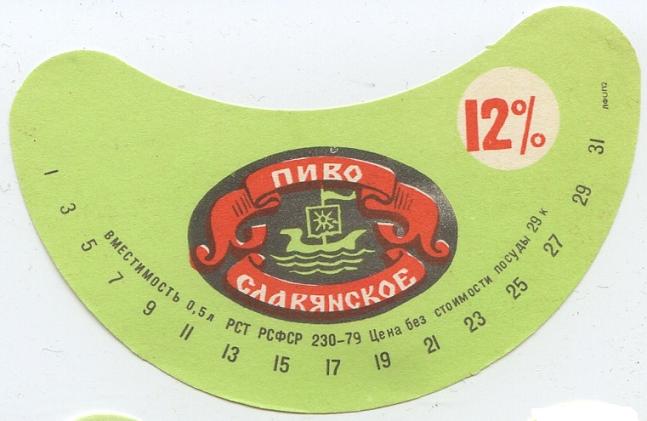 12%
ПИВО
СЛАВЯНСКОЕ
ВМЕСТИМОСТЬ 0,5л РСТ РСФСР 230-79 Цена без стоимости посуды 29 к
1 3 5 7 9 11 13 15 17 19 21 23 25 27 29 31